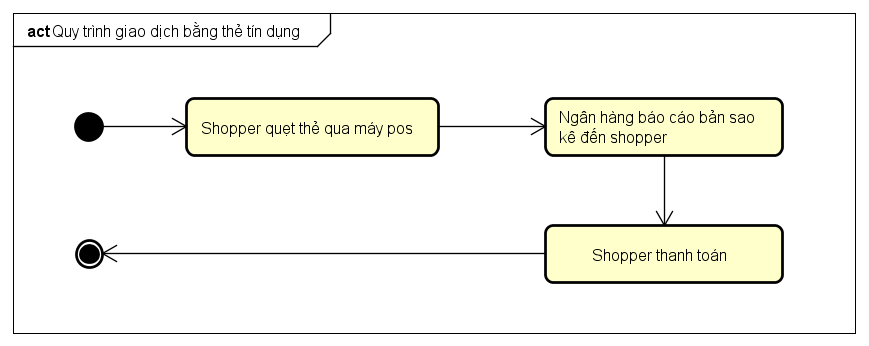 act Quy trình giao dịch bằng thẻ tín dụng
Shopper quẹt thẻ qua máy pos
Ngân hàng báo cáo bản sao
kê đến shopper
Shopper thanh toán